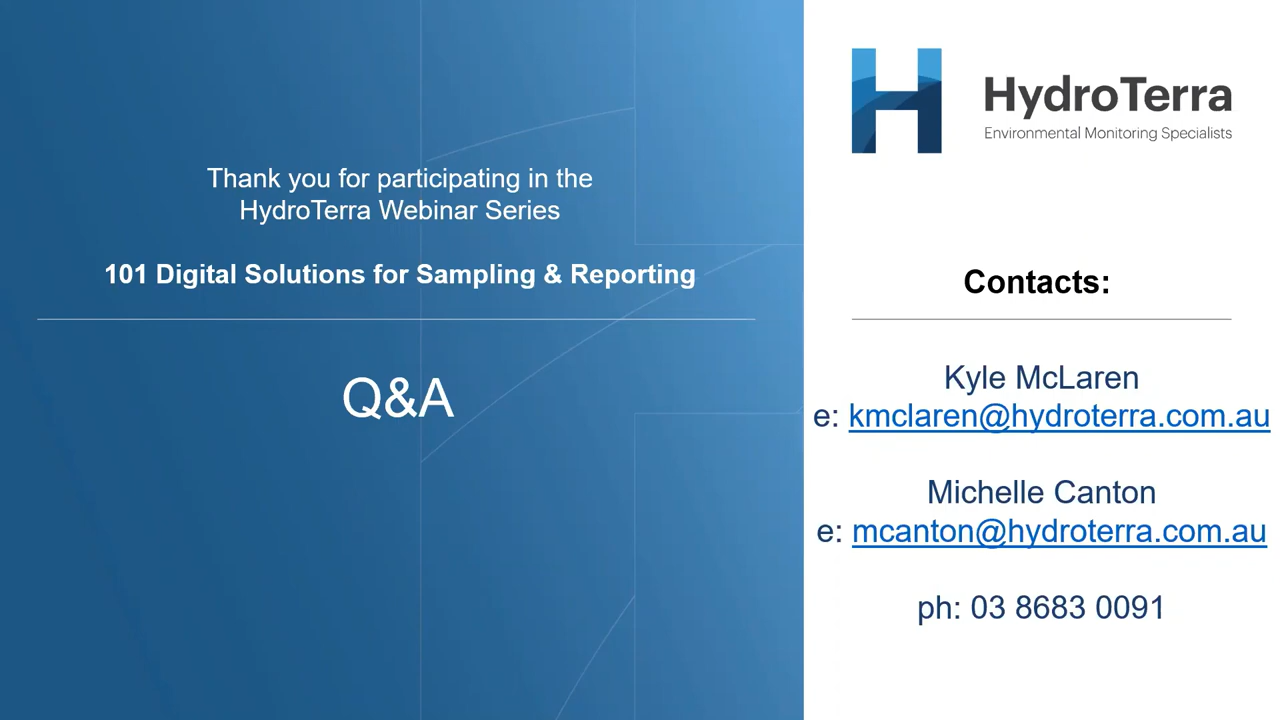 Thank you for participating in the
HydroTerra Webinar Series
101 Digital Solutions for Sampling & Reporting
Q&A
HydroTerra
Environmental Monitoring Specialists
Contacts:
Kyle McLaren
e: kmclaren@hydroterra.com.au
Michelle Canton
e: mcanton@hydroterra.com.au
ph: 03 8683 0091